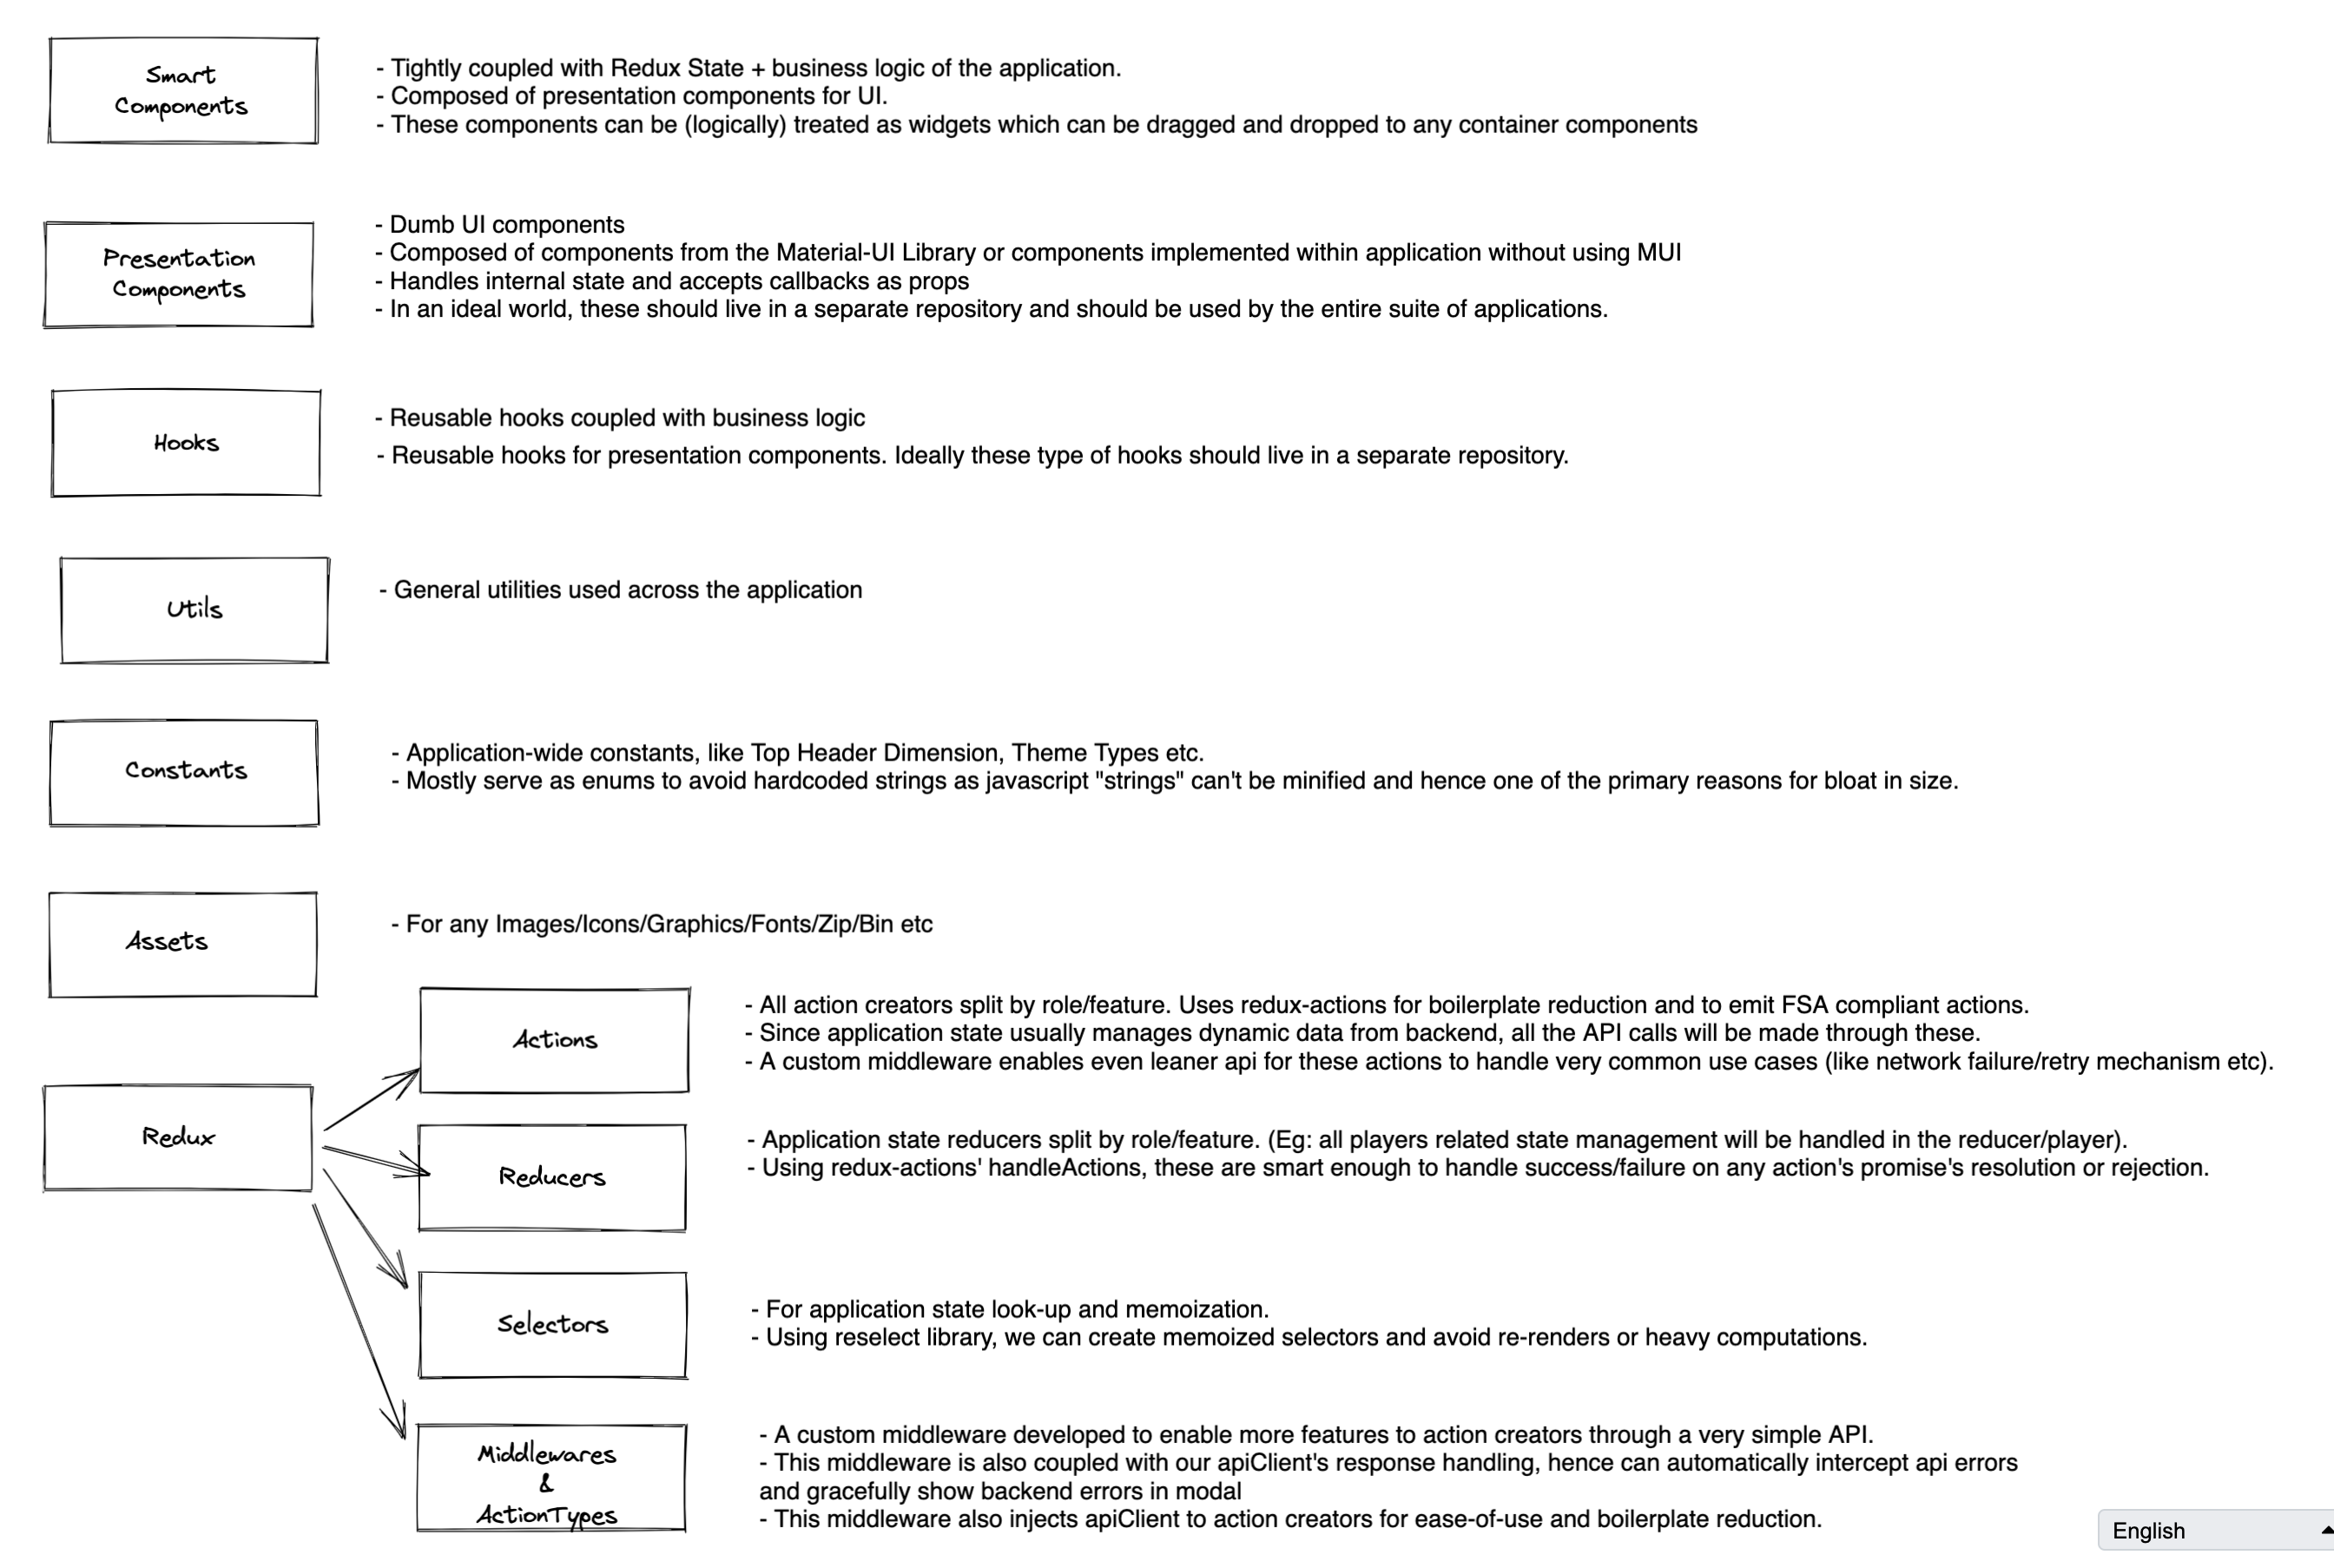 Smart
Components
- Tightly coupled with Redux State + business logic of the application.
- Composed of presentation components for UI.
- These components can be (logically) treated as widgets which can be dragged and dropped to any container components
Presentation
Components
- Dumb UI components
- Composed of components from the Material-UI Library or components implemented within application without using MUI
- Handles internal state and accepts callbacks as props
- In an ideal world, these should live in a separate repository and should be used by the entire suite of applications.
Hooks
- Reusable hooks coupled with business logic
- Reusable hooks for presentation components. Ideally these type of hooks should live in a separate repository.
Utils
- General utilities used across the application
Constants
- Application-wide constants, like Top Header Dimension, Theme Types etc.
- Mostly serve as enums to avoid hardcoded strings as javascript "strings" can't be minified and hence one of the primary reasons for bloat in size.
Assets
- For any Images/Icons/Graphics/Fonts/Zip/Bin etc
Redux
Actions
- All action creators split by role/feature. Uses redux-actions for boilerplate reduction and to emit FSA compliant actions.
- Since application state usually manages dynamic data from backend, all the API calls will be made through these.
- A custom middleware enables even leaner api for these actions to handle very common use cases (like network failure/retry mechanism etc).
Reducers
- Application state reducers split by role/feature. (Eg: all players related state management will be handled in the reducer/player).
- Using redux-actions' handleActions, these are smart enough to handle success/failure on any action's promise's resolution or rejection.
Selectors
- For application state look-up and memoization.
- Using reselect library, we can create memoized selectors and avoid re-renders or heavy computations.
Middlewares
&
ActionTypes
- A custom middleware developed to enable more features to action creators through a very simple API.
- This middleware is also coupled with our apiClient's response handling, hence can automatically intercept api errors
and gracefully show backend errors in modal
- This middleware also injects apiClient to action creators for ease-of-use and boilerplate reduction.
English